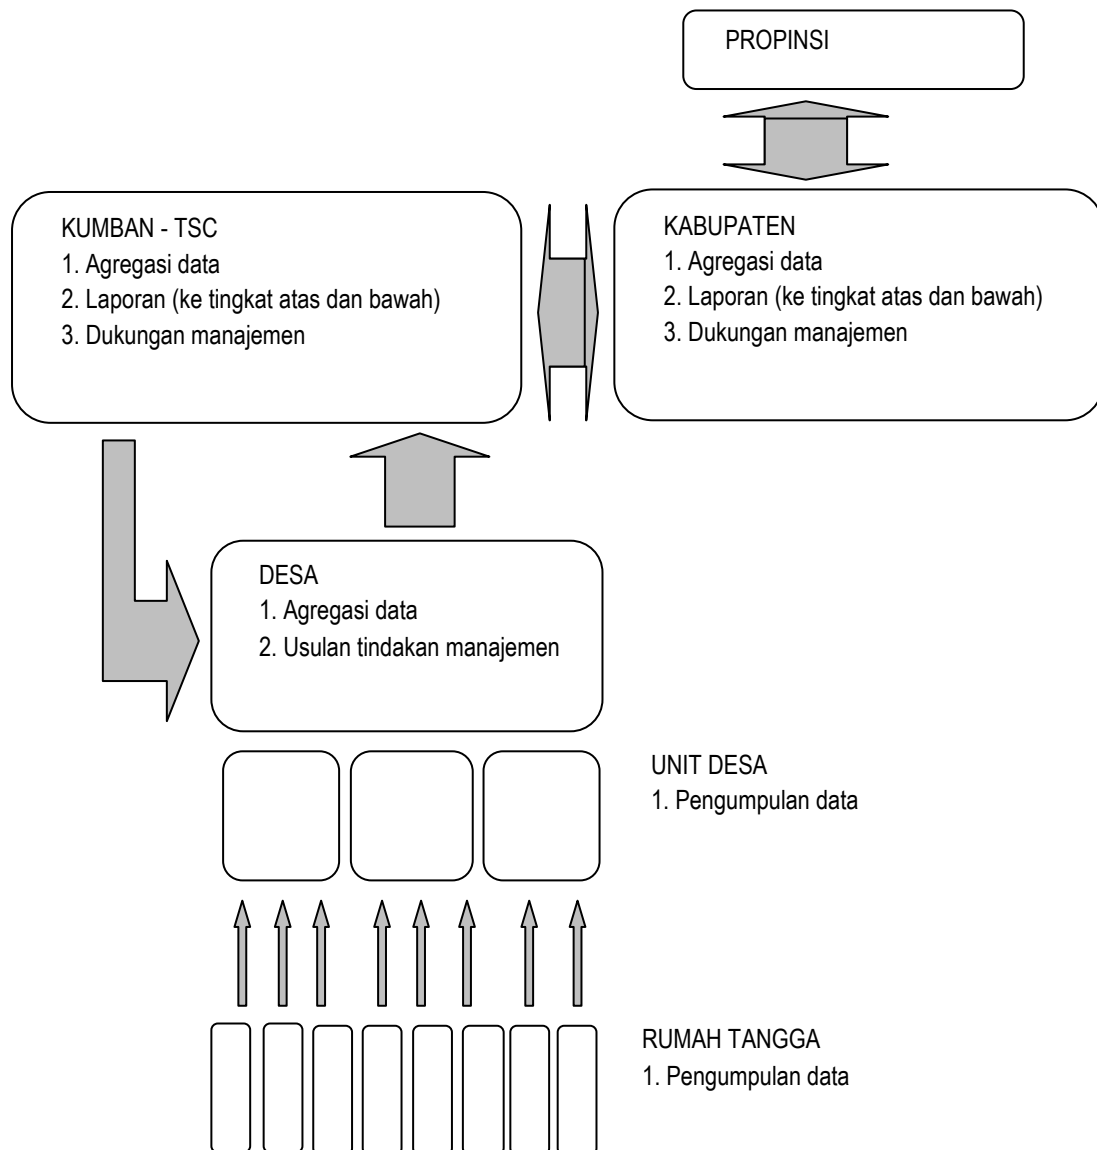 PROPINSI
KUMBAN - TSC
1. Agregasi data
2. Laporan (ke tingkat atas dan bawah)
3. Dukungan manajemen
KABUPATEN
1. Agregasi data
2. Laporan (ke tingkat atas dan bawah)
3. Dukungan manajemen
DESA
1. Agregasi data
2. Usulan tindakan manajemen
UNIT DESA
1. Pengumpulan data
RUMAH TANGGA
1. Pengumpulan data